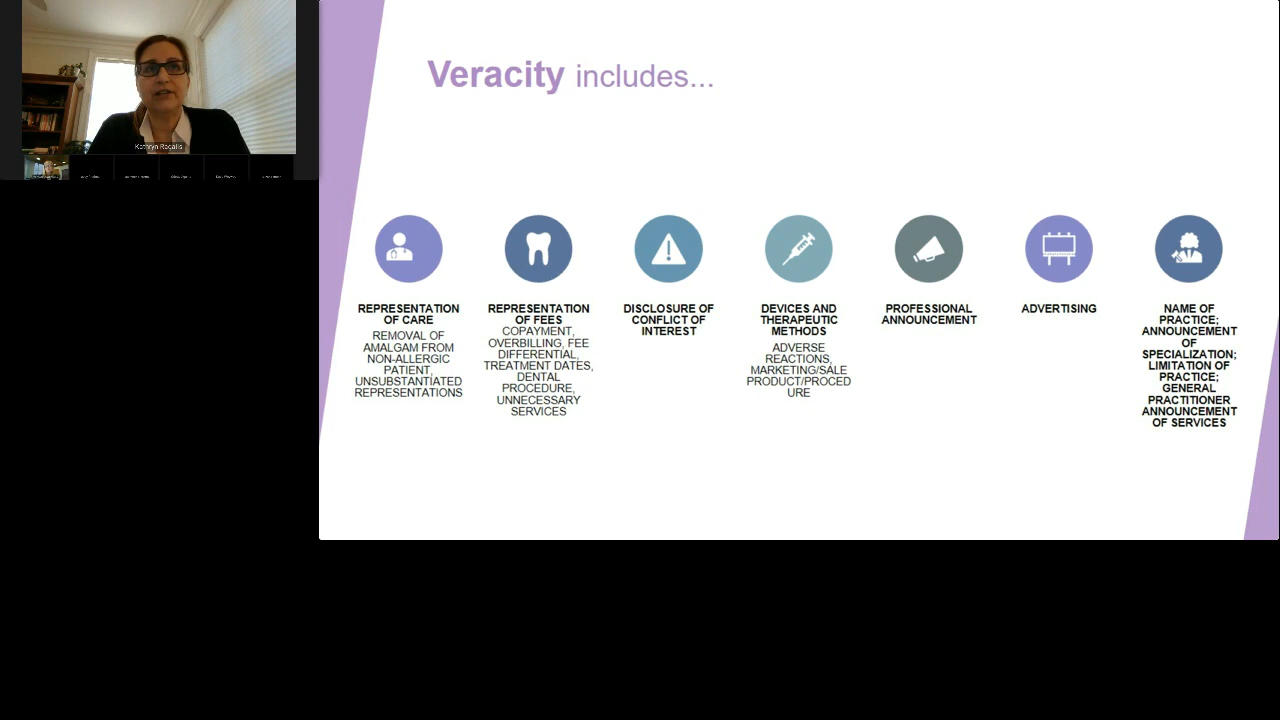 Veracity includes...
Kathryn Ragalis
REPRESENTATION
OF CARE
REMOVAL OF
AMALGAM FROM
NON-ALLERGIC
PATIENT,
UNSUBSTANTIATED
REPRESENTATIONS
REPRESENTATION
OF FEES
COPAYMENT,
OVERBILLING, FEE
DIFFERENTIAL,
TREATMENT DATES,
DENTAL
PROCEDURE,
UNNECESSARY
SERVICES
DISCLOSURE OF
CONFLICT OF
INTEREST
DEVICES AND
THERAPEUTIC
METHODS
ADVERSE
REACTIONS,
MARKETING/SALE
PRODUCT/PROCED
URE
PROFESSIONAL
ANNOUNCEMENT
ADVERTISING
NAME OF
PRACTICE;
ANNOUNCEMENT
OF
SPECIALIZATION;
LIMITATION OF
PRACTICE;
GENERAL
PRACTITIONER
ANNOUNCEMENT
OF SERVICES